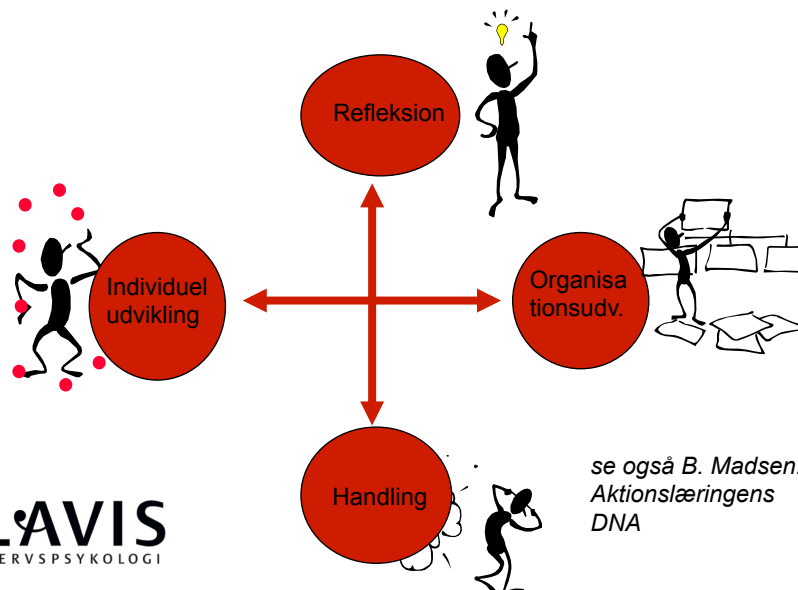 Refleksion
Individuel
udvikling
Organisa
tionsudv.
Handling
se også B. Madsen.
Aktionslæringens
DNA
LAVIS
ERVSPSYKOLOGI